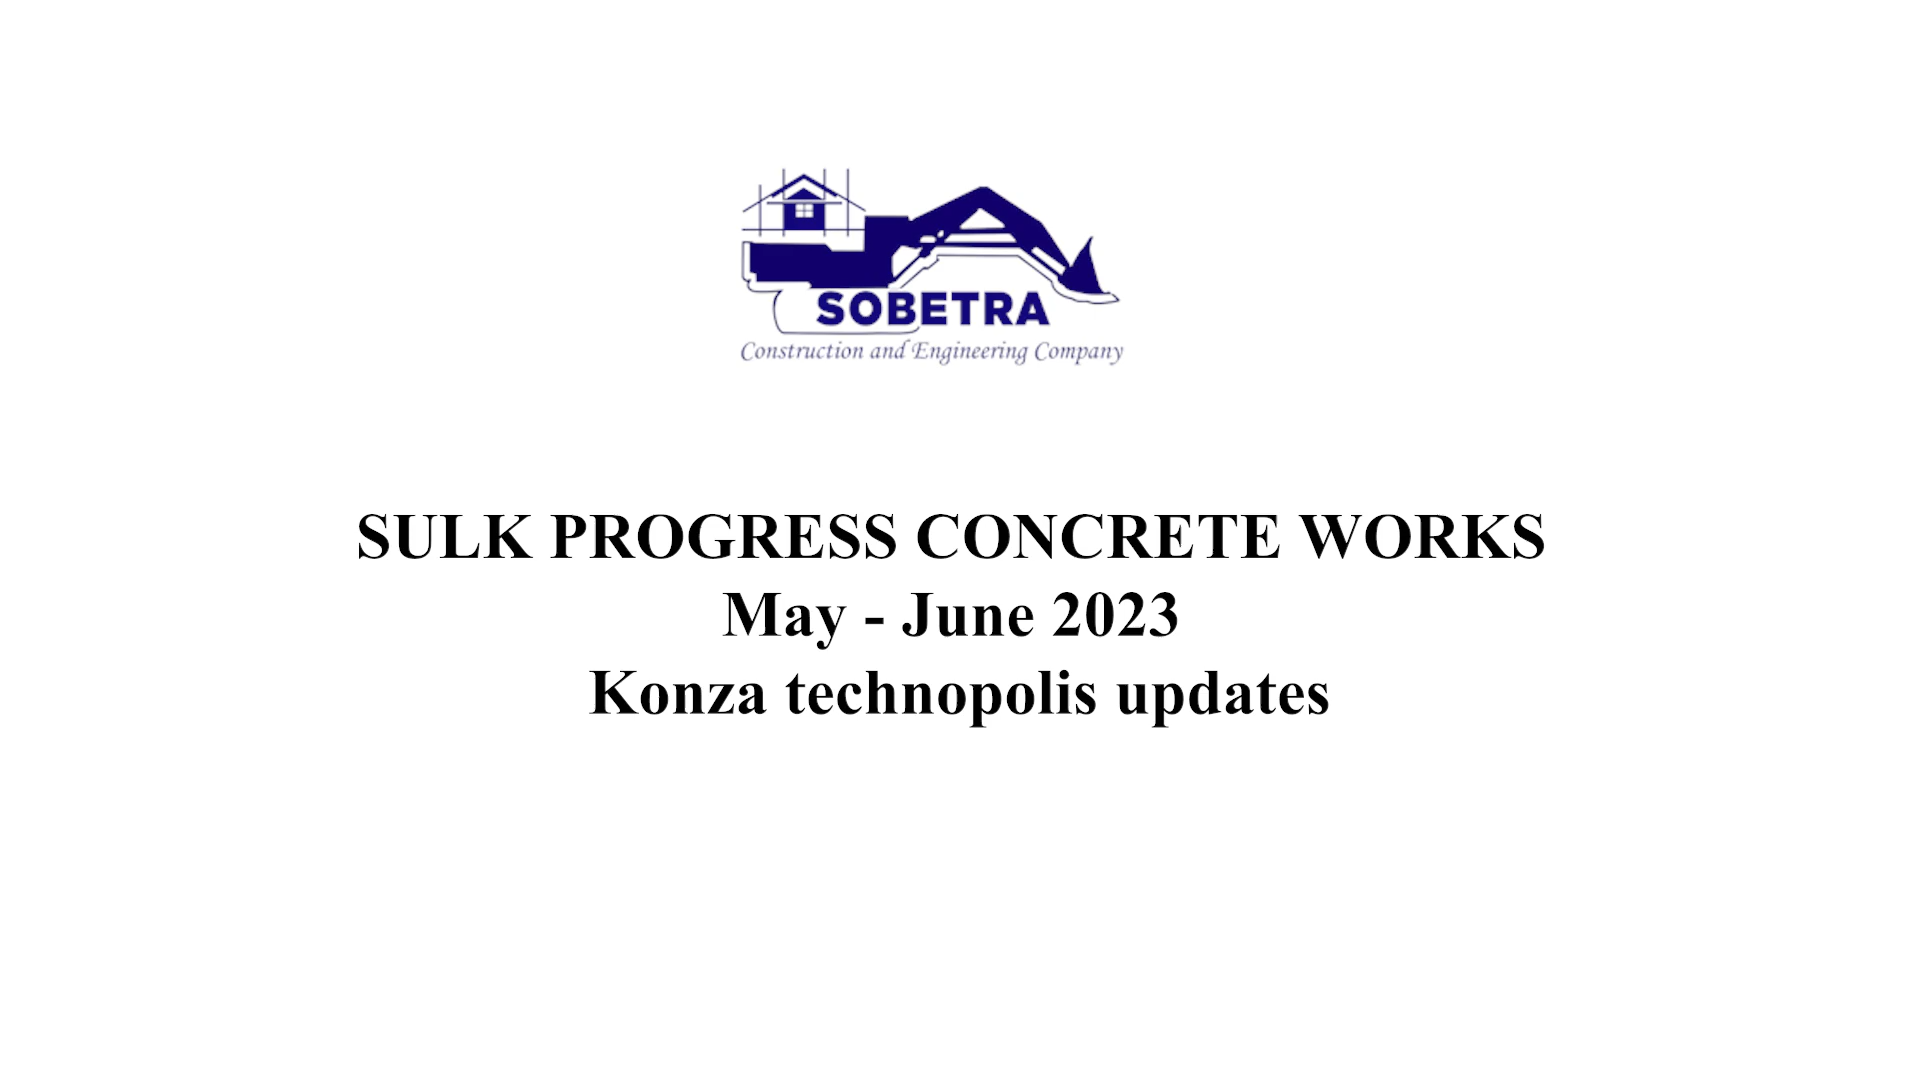 SOBETRA
Construction and Engineering Company
SULK PROGRESS CONCRETE WORKS
May - June 2023
Konza technopolis updates